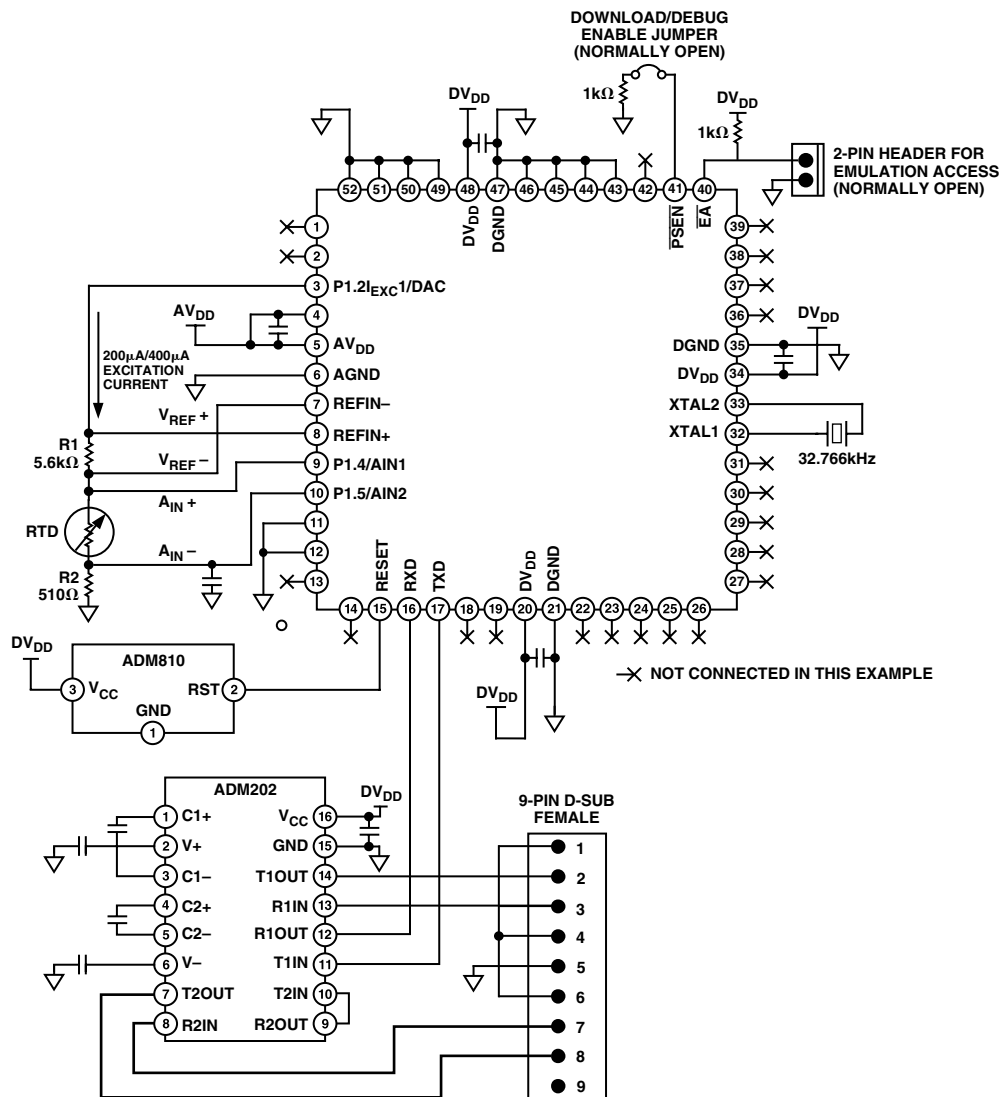 DOWNLOAD/DEBUG
ENABLE JUMPER
(NORMALLY OPEN)
1kΩ
DVDD
DVDD
1kΩ
2-PIN HEADER FOR
EMULATION ACCESS
(NORMALLY OPEN)
52 51 50 49 48 47 46 45 44 43 42 41 40
DVDD
DGND
PSEN
EA
1
2
3 P1.2IEXC1/DAC
4
AVDD
5 AVDD
6 AGND
7 REFIN–
8 REFIN+
9 P1.4/AIN1
10 P1.5/AIN2
11
12
13
200µA/400µA
EXCITATION
CURRENT
VREF +
R1
5.6kΩ
VREF –
AIN +
RTD
AIN –
R2
510Ω
39
38
37
36
DVDD
DGND 35
DVDD 34
XTAL2 33
XTAL1 32
32.766kHz
31
30
29
28
27
RESET
RXD
TXD
DVDD
DGND
14 15 16 17 18 19 20 21 22 23 24 25 26
NOT CONNECTED IN THIS EXAMPLE
DVDD
DVDD
ADM810
3 VCC
RST 2
GND
1
ADM202
DVDD
1 C1+
2 V+
3 C1–
4 C2+
5 C2–
6 V–
7 T2OUT
8 R2IN
VCC 16
GND 15
T1OUT 14
R1IN 13
R1OUT 12
T1IN 11
T2IN 10
R2OUT 9
9-PIN D-SUB
FEMALE
1
2
3
4
5
6
7
8
9